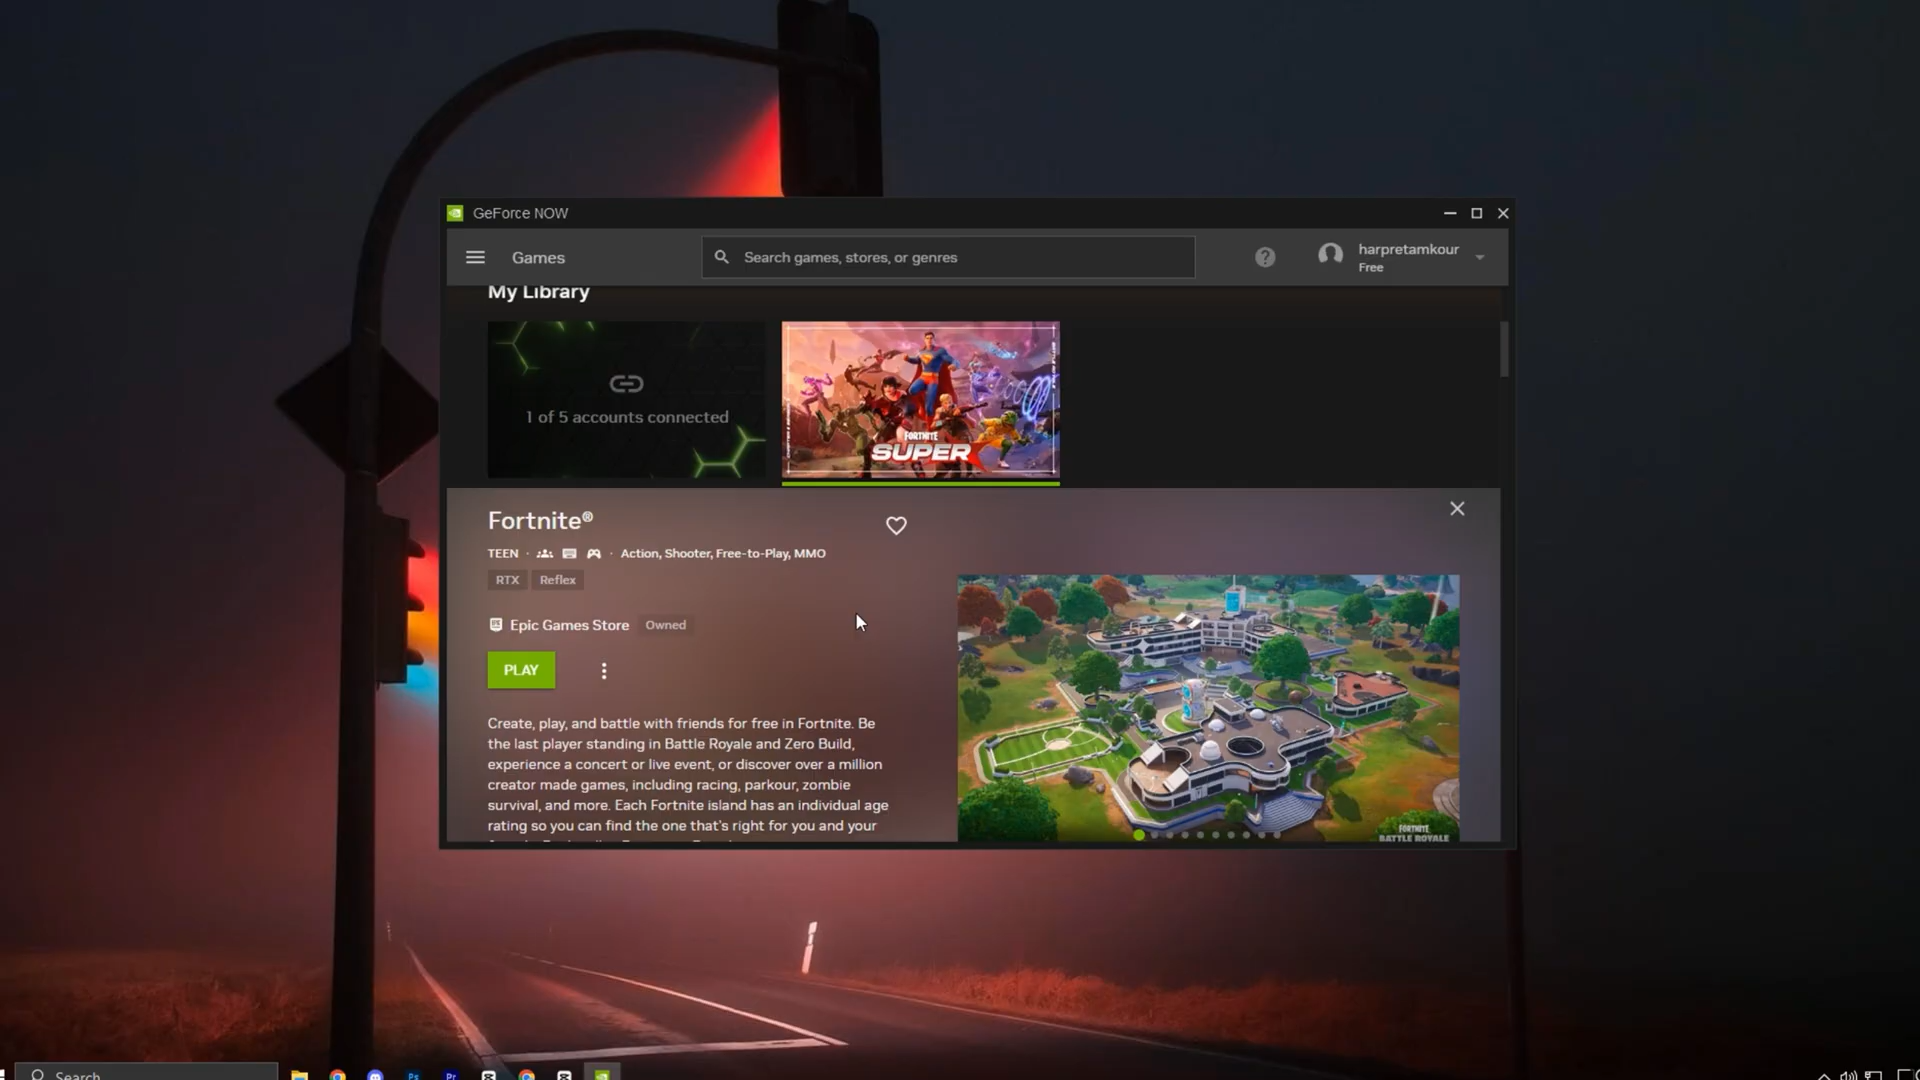 GeForce NOW
Games
Search games, stores, or genres
harpretamkour
Free
My Library
1 of 5 accounts connected
FORTNITE
SUPER
Fortnite®
TEEN · · Action, Shooter, Free-to-Play, MMO
RTX Reflex
Epic Games Store Owned
PLAY
Create, play, and battle with friends for free in Fortnite. Be
the last player standing in Battle Royale and Zero Build,
experience a concert or live event, or discover over a million
creator made games, including racing, parkour, zombie
survival, and more. Each Fortnite island has an individual age
rating so you can find the one that's right for you and your
FORTNITE
BATTLE ROYALE
Search
Ps
Pr